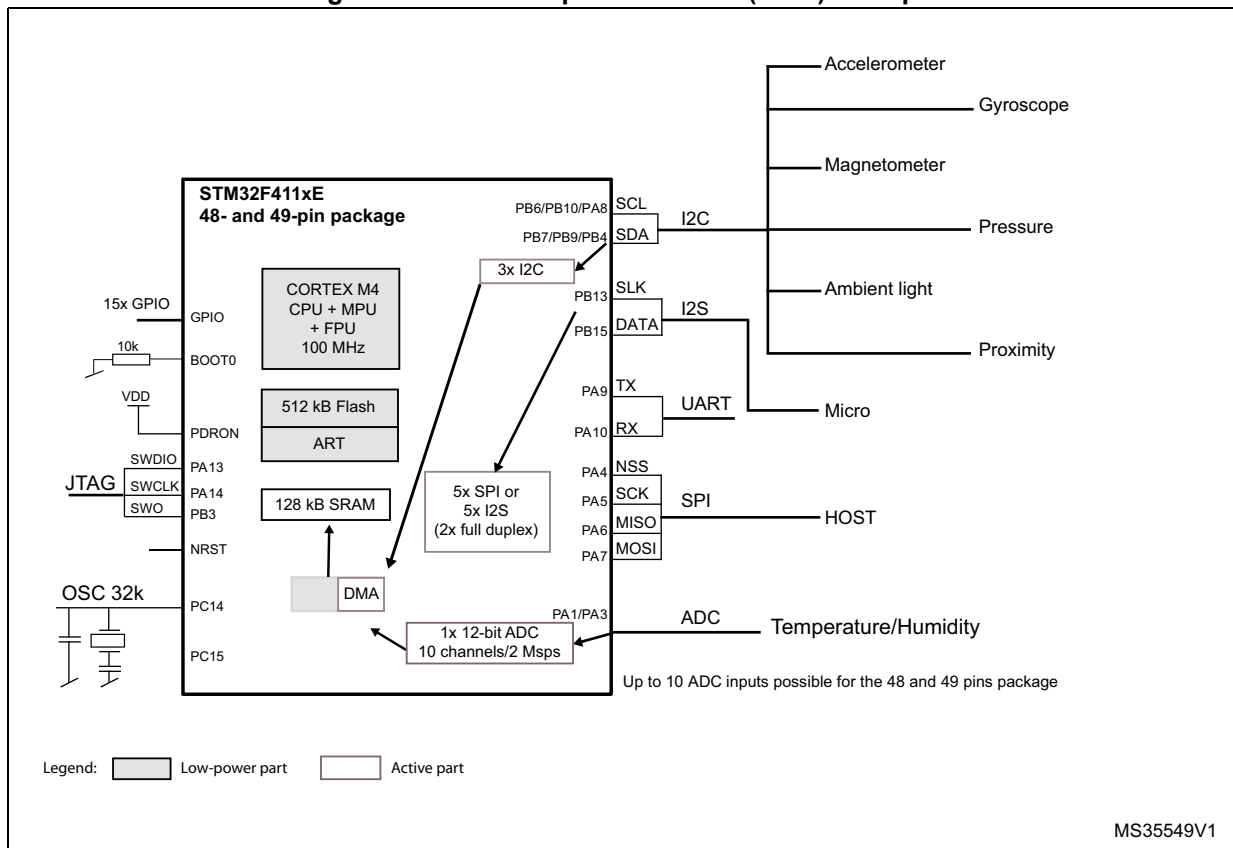 Accelerometer
Gyroscope
Magnetometer
Pressure
Ambient light
Proximity
Micro
STM32F411xE
48- and 49-pin package
PB6/PB10/PA8
SCL
PB7/PB9/PB4
SDA
I2C
3x I2C
PB13
SLK
PB15
DATA
I2S
CORTEX M4
CPU + MPU
+ FPU
100 MHz
15x GPIO
GPIO
10k
BOOT0
VDD
PDRON
512 kB Flash
ART
PA9
TX
PA10
RX
UART
JTAG
SWDIO
PA13
SWCLK
PA14
SWO
PB3
128 kB SRAM
5x SPI or
5x I2S
(2x full duplex)
PA4
NSS
PA5
SCK
PA6
MISO
PA7
MOSI
SPI
HOST
NRST
OSC 32k
PC14
PC15
DMA
PA1/PA3
ADC
Temperature/Humidity
1x 12-bit ADC
10 channels/2 Msps
Up to 10 ADC inputs possible for the 48 and 49 pins package
Legend:
Low-power part
Active part
MS35549V1